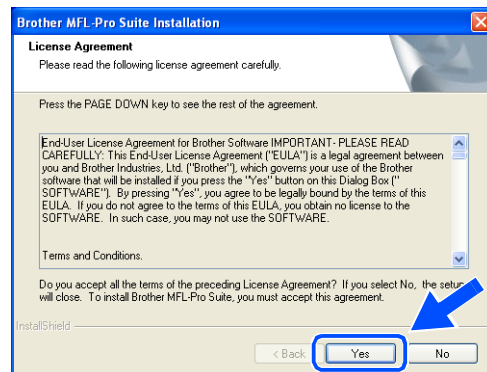 Brother MFL-Pro Suite Installation
License Agreement
Please read the following license agreement carefully.
Press the PAGE DOWN key to see the rest of the agreement.
End-User License Agreement for Brother Software IMPORTANT- PLEASE READ
CAREFULLY: This End-User License Agreement ("EULA") is a legal agreement between
you and Brother Industries, Ltd. ("Brother"), which governs your use of the Brother
software that will be installed if you press the "Yes" button on this Dialog Box ("
SOFTWARE"). By pressing "Yes", you agree to be legally bound by the terms of this
EULA. If you do not agree to the terms of this EULA, you obtain no license to the
SOFTWARE. In such case, you may not use the SOFTWARE.
Terms and Conditions.
Do you accept all the terms of the preceding License Agreement? If you select No, the setup
will close. To install Brother MFL-Pro Suite, you must accept this agreement.
InstallShield
< Back
Yes
No